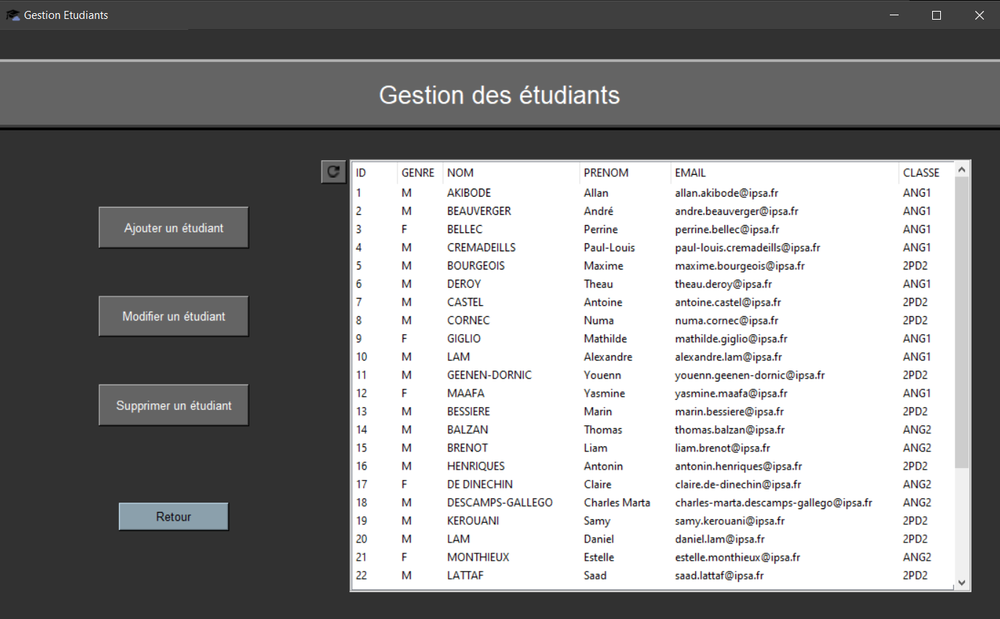 Gestion Etudiants
Gestion des étudiants
Ajouter un étudiant
Modifier un étudiant
Supprimer un étudiant
Retour
ID GENRE NOM PRENOM EMAIL CLASSE
1 M AKIBODE Allan allan.akibode@ipsa.fr ANG1
2 M BEAUVERGER André andre.beauverger@ipsa.fr ANG1
3 F BELLEC Perrine perrine.bellec@ipsa.fr ANG1
4 M CREMADEILLS Paul-Louis paul-louis.cremadeills@ipsa.fr ANG1
5 M BOURGEOIS Maxime maxime.bourgeois@ipsa.fr 2PD2
6 M DEROY Theau theau.deroy@ipsa.fr ANG1
7 M CASTEL Antoine antoine.castel@ipsa.fr 2PD2
8 M CORNEC Numa numa.cornec@ipsa.fr 2PD2
9 F GIGLIO Mathilde mathilde.giglio@ipsa.fr ANG1
10 M LAM Alexandre alexandre.lam@ipsa.fr ANG1
11 M GEENEN-DORNIC Youenn youenn.geenen-dornic@ipsa.fr 2PD2
12 F MAAFA Yasmine yasmine.maafa@ipsa.fr ANG1
13 M BESSIERE Marin marin.bessiere@ipsa.fr 2PD2
14 M BALZAN Thomas thomas.balzan@ipsa.fr ANG2
15 M BRENOT Liam liam.brenot@ipsa.fr ANG2
16 M HENRIQUES Antonin antonin.henriques@ipsa.fr 2PD2
17 F DE DINECHIN Claire claire.de-dinechin@ipsa.fr ANG2
18 M DESCAMPS-GALLEGO Charles Marta charles-marta.descamps-gallego@ipsa.fr ANG2
19 M KEROUANI Samy samy.kerouani@ipsa.fr 2PD2
20 M LAM Daniel daniel.lam@ipsa.fr 2PD2
21 F MONTHIEUX Estelle estelle.monthieux@ipsa.fr ANG2
22 M LATTAF Saad saad.lattaf@ipsa.fr 2PD2